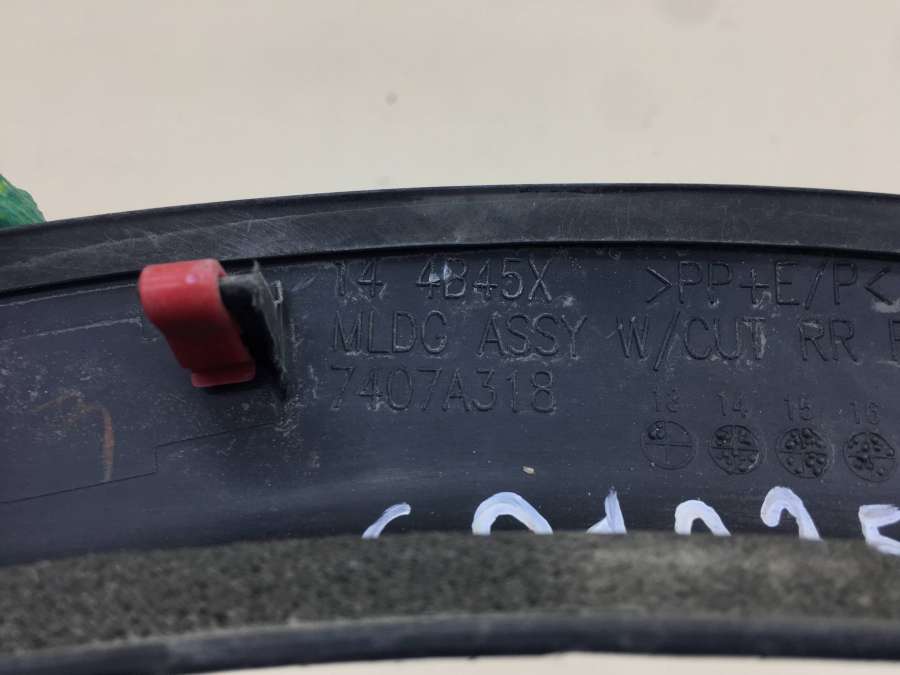 14 4B45X >PP+E/P<
MLDG ASSY W/CUT RR
7407A318
13 14 15 16